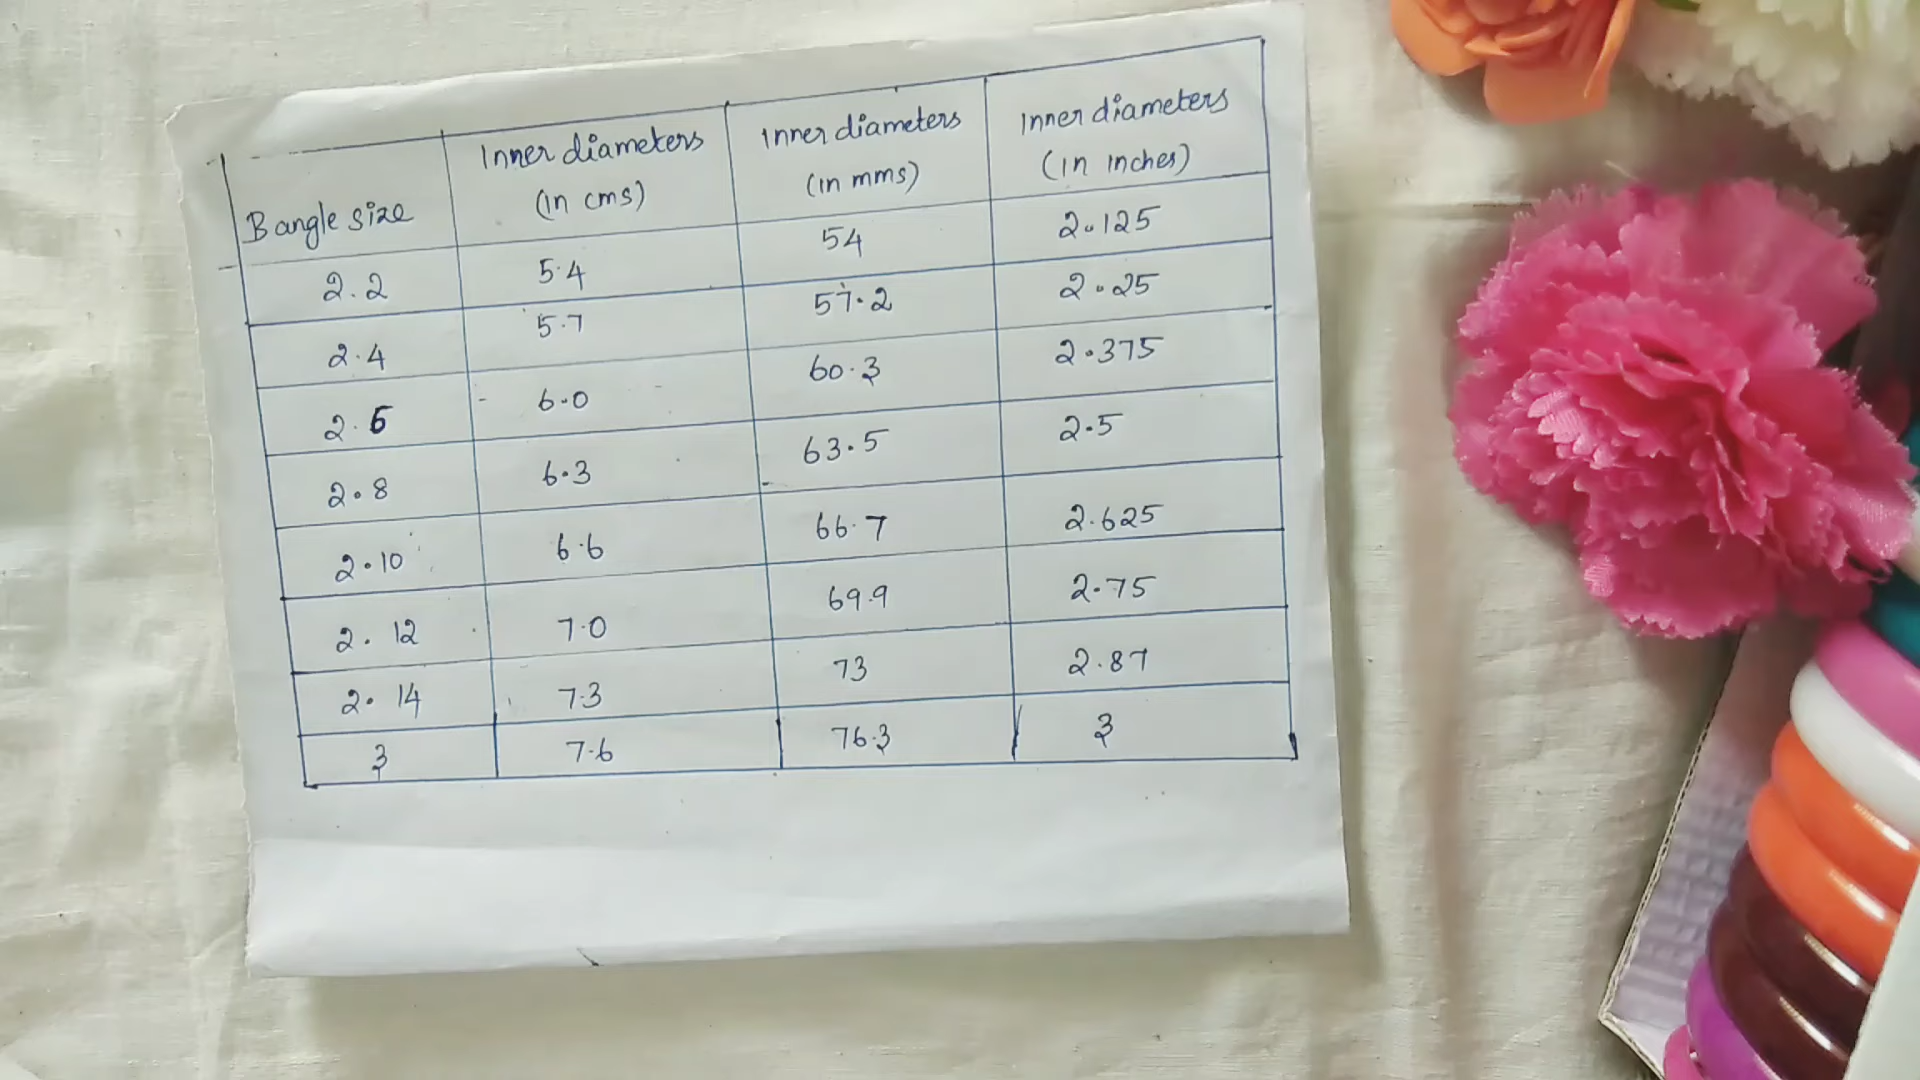 Bangle size Inner diameters (in cms) Inner diameters (in mms) Inner diameters (in inches)
2.2 5.4 54 2.125
2.4 5.7 57.2 2.25
2.6 6.0 60.3 2.375
2.8 6.3 63.5 2.5
2.10 6.6 66.7 2.625
2.12 7.0 69.9 2.75
2.14 7.3 73 2.87
3 7.6 76.3 3